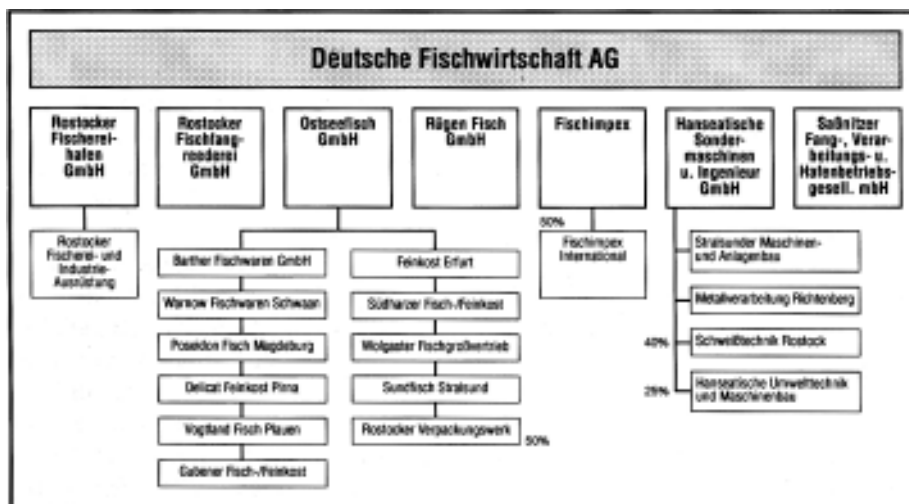 Deutsche Fischwirtschaft AG
Rostocker
Fischerei-
hafen
GmbH
Rostocker
Fischfang-
reederei
GmbH
Ostseefisch
GmbH
Rügen Fisch
GmbH
Fischimpex
Hanseatische
Sonder-
maschinen
u. Ingenieur
GmbH
Saßnitzer
Fang-, Verar-
beitungs- u.
Hafenbetriebs-
gesell. mbH
Rostocker
Fischerei- und
Industrie-
Ausrüstung
Barther Fischwaren GmbH
Warnow Fischwaren Schwaan
Poseidon Fisch Magdeburg
Delicat Feinkost Pirna
Vogtland Fisch Plauen
Gubener Fisch-/Feinkost
Feinkost Erfurt
Südharzer Fisch-/Feinkost
Wolgaster Fischgroßvertrieb
Sundfisch Stralsund
Rostocker Verpackungswerk
50%
50%
Fischimpex
International
Stralsunder Maschinen-
und Anlagenbau
Metallverarbeitung Richtenberg
40%
Schweißtechnik Rostock
25%
Hanseatische Umwelttechnik
und Maschinenbau